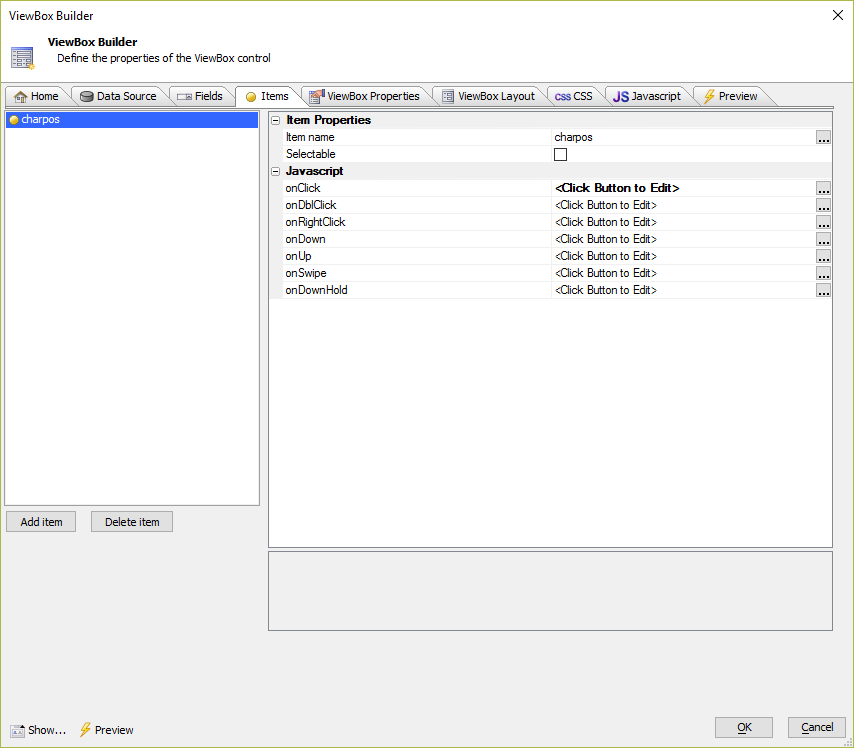 ViewBox Builder
ViewBox Builder
Define the properties of the ViewBox control
Home Data Source Fields Items ViewBox Properties ViewBox Layout CSS CSS JS Javascript Preview
charpos
Item Properties
Item name charpos ...
Selectable
Javascript
onClick <Click Button to Edit> ...
onDblClick <Click Button to Edit> ...
onRightClick <Click Button to Edit> ...
onDown <Click Button to Edit> ...
onUp <Click Button to Edit> ...
onSwipe <Click Button to Edit> ...
onDownHold <Click Button to Edit> ...
Add item Delete item
Show... Preview OK Cancel